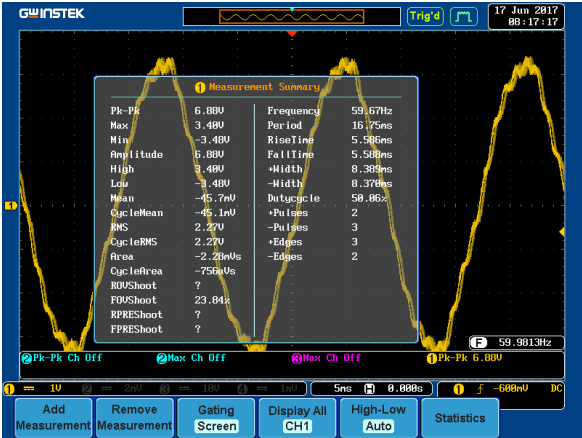 GWINSTEK Trig'd 17 Jun 2017
08:17:17
1 Measurement Summary
Pk-Pk 6.88V Frequency 59.67Hz
Max 3.40V Period 16.75ms
Min -3.48V RiseTime 5.586ms
Amplitude 6.88V FallTime 5.588ms
High 3.40V +Width 8.389ms
Low -3.48V -Width 8.370ms
Mean -45.7mV Dutycycle 50.06%
CycleMean -45.1mV +Pulses 2
RMS 2.27V -Pulses 3
CycleRMS 2.27V +Edges 3
Area -2.28mVs -Edges 2
CycleArea -756uVs
ROVShoot ?
FOVShoot 23.84%
RPREShoot ?
FPREShoot ?
1
F 59.9813Hz
2 Pk-Pk Ch Off 2 Max Ch Off 3 Max Ch Off 1 Pk-Pk 6.88V
1 1V 2 2mV 3 10V 4 1mV 5ms H 0.000s 1 -600mV DC
Add Measurement
Remove Measurement
Gating Screen
Display All CH1
High-Low Auto
Statistics